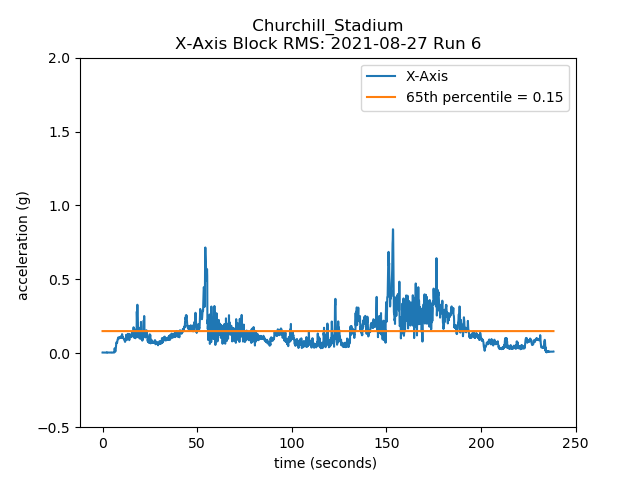 Churchill_Stadium
X-Axis Block RMS: 2021-08-27 Run 6
X-Axis
65th percentile = 0.15
acceleration (g)
2.0
1.5
1.0
0.5
0.0
−0.5
0 50 100 150 200 250
time (seconds)